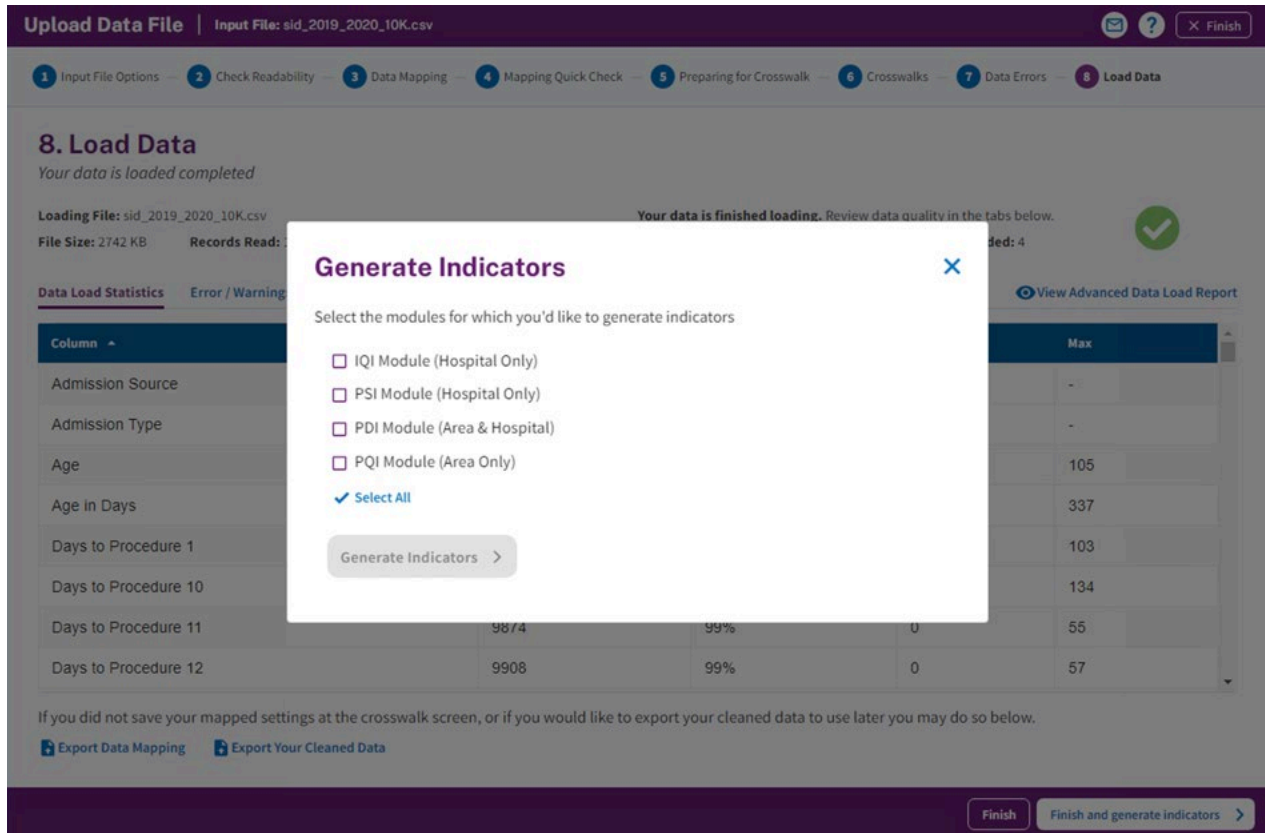 Upload Data File | Input File: sid_2019_2020_10K.csv ? × Finish
1 Input File Options 2 Check Readability 3 Data Mapping 4 Mapping Quick Check 5 Preparing for Crosswalk 6 Crosswalks 7 Data Errors 8 Load Data
8. Load Data
Your data is loaded completed
Loading File: sid_2019_2020_10K.csv Your data is finished loading. Review data quality in the tabs below.
File Size: 2742 KB Records Read: ded: 4
Data Load Statistics Error / Warning View Advanced Data Load Report
Generate Indicators
Select the modules for which you'd like to generate indicators
IQI Module (Hospital Only)
PSI Module (Hospital Only)
PDI Module (Area & Hospital)
PQI Module (Area Only)
Select All
Generate Indicators >
Column Max
Admission Source -
Admission Type -
Age 105
Age in Days 337
Days to Procedure 1 103
Days to Procedure 10 134
Days to Procedure 11 9874 99% 0 55
Days to Procedure 12 9908 99% 0 57
If you did not save your mapped settings at the crosswalk screen, or if you would like to export your cleaned data to use later you may do so below.
Export Data Mapping Export Your Cleaned Data
Finish Finish and generate indicators >